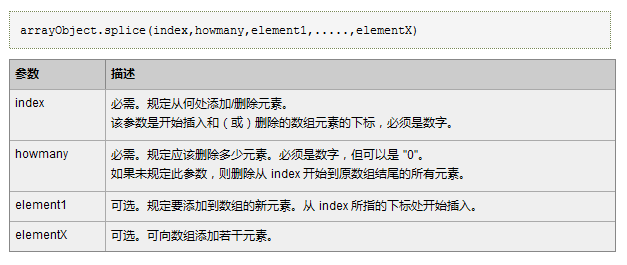 arrayObject.splice(index,howmany,element1,.....,elementX)
参数 描述
index 必需。规定从何处添加/删除元素。
该参数是开始插入和（或）删除的数组元素的下标，必须是数字。
howmany 必需。规定应该删除多少元素。必须是数字，但可以是 "0"。
如果未规定此参数，则删除从 index 开始到原数组结尾的所有元素。
element1 可选。规定要添加到数组的新元素。从 index 所指的下标处开始插入。
elementX 可选。可向数组添加若干元素。